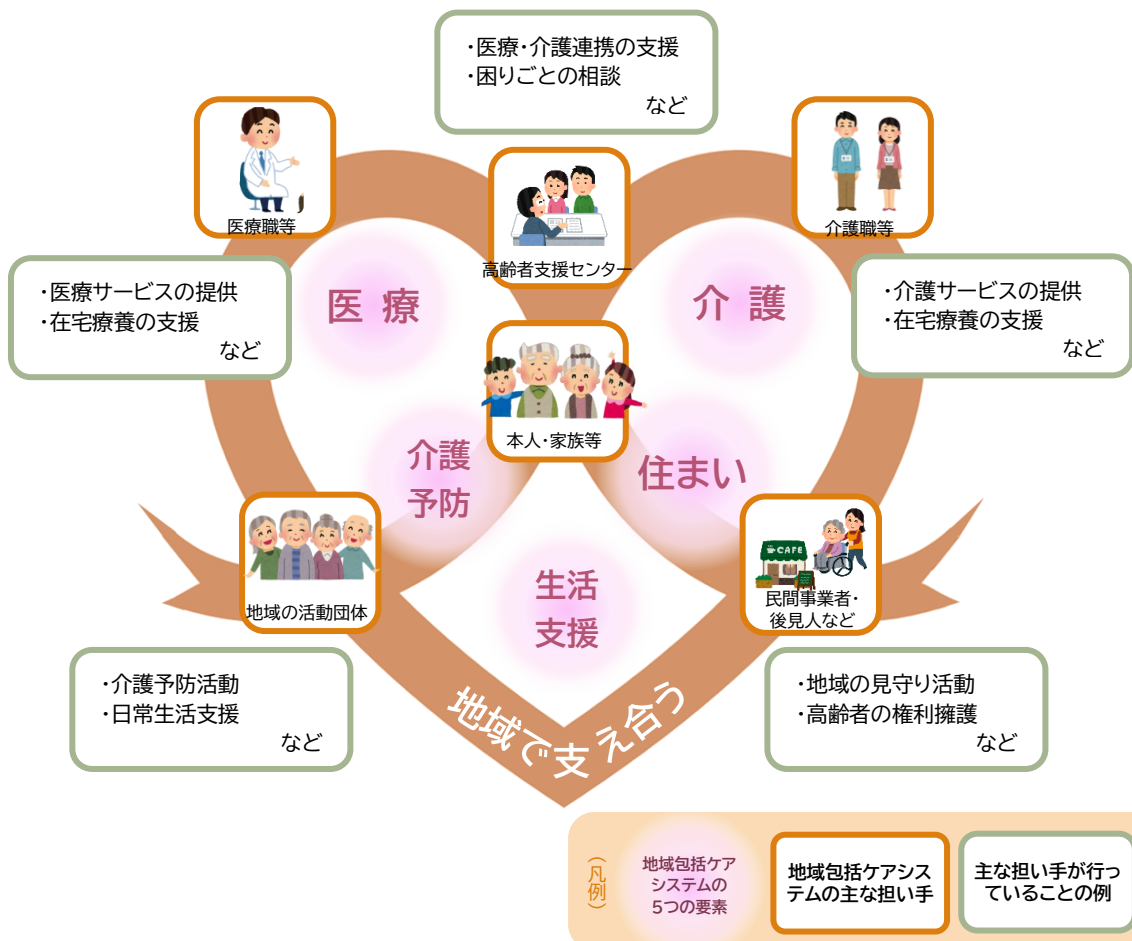 ・医療・介護連携の支援
・困りごとの相談
など
医療職等
高齢者支援センター
介護職等
・医療サービスの提供
・在宅療養の支援
など
医療
介護
・介護サービスの提供
・在宅療養の支援
など
本人・家族等
介護
予防
住まい
地域の活動団体
生活
支援
CAFE
民間事業者・
後見人など
・介護予防活動
・日常生活支援
など
・地域の見守り活動
・高齢者の権利擁護
など
地域で支え合う
(凡例)
地域包括ケア
システムの
5つの要素
地域包括ケアシス
テムの主な担い手
主な担い手が行っ
ていることの例